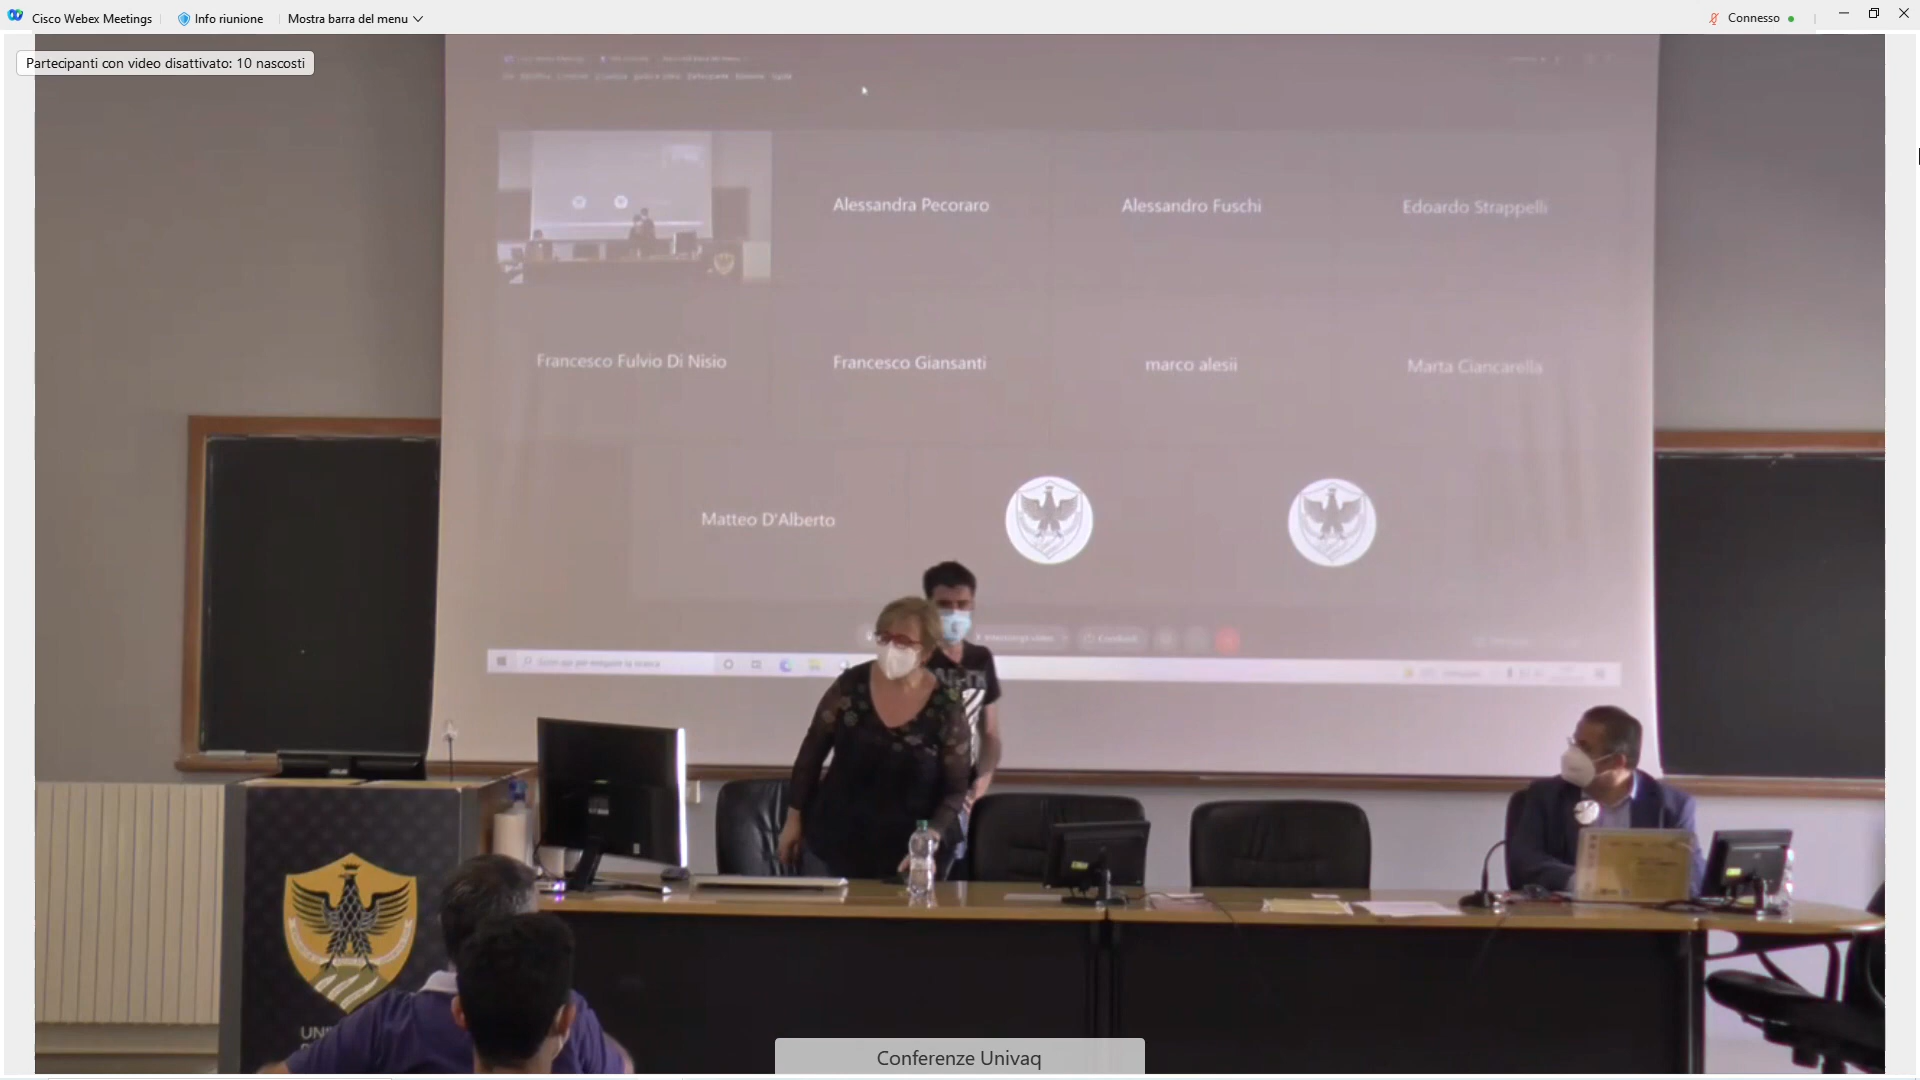 Cisco Webex Meetings
Info riunione
Mostra barra del menu
Connesso
Partecipanti con video disattivato: 10 nascosti
Alessandra Pecoraro
Alessandro Fuschi
Edoardo Strappelli
Francesco Fulvio Di Nisio
Francesco Giansanti
marco alesii
Marta Ciancarella
Matteo D'Alberto
Conferenze Univaq